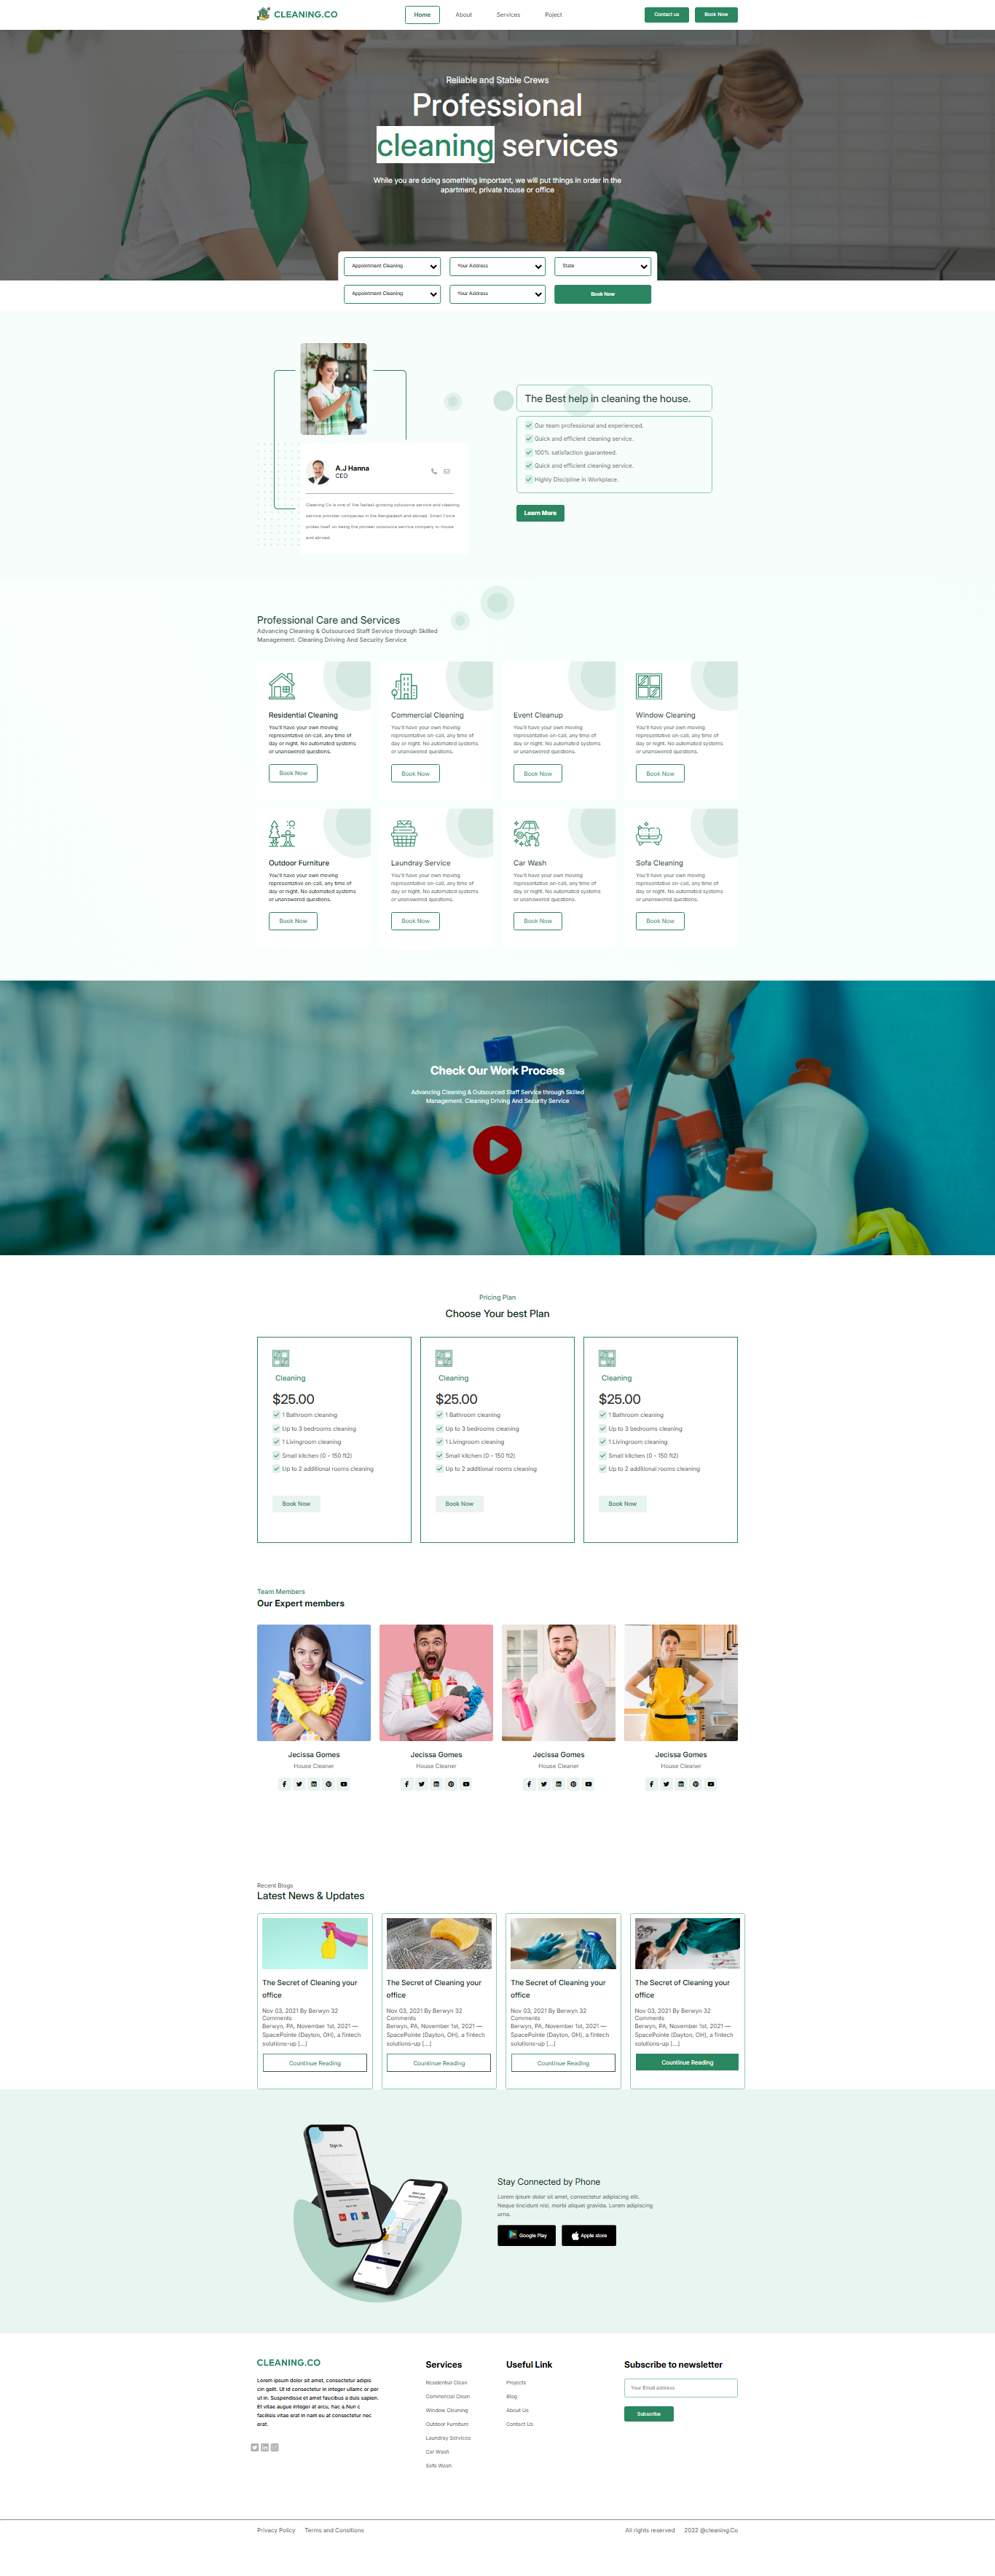 CLEANING.CO
Home
About
Services
Poject
Contact us
Book Now
Reliable and Stable Crews
Professional
cleaning services
While you are doing something important, we will put things in order in the
apartment, private house or office
Appointment Cleaning
Your Address
State
Appointment Cleaning
Your Address
Book Now
A.J Hanna
CEO
Cleaning Co is one of the fastest-growing outsource service and cleaning
service provider companies in the Bangladesh and abroad. Smart Force
prides itself on being the pioneer outsource service company in-house
and abroad.
The Best help in cleaning the house.
Our team professional and experienced.
Quick and efficient cleaning service.
100% satisfaction guaranteed.
Quick and efficient cleaning service.
Highly Discipline in Workplace.
Learn More
Professional Care and Services
Advancing Cleaning & Outsourced Staff Service through Skilled
Management. Cleaning Driving And Security Service
Residential Cleaning
You'll have your own moving
representative on-call, any time of
day or night. No automated systems
or unanswered questions.
Book Now
Commercial Cleaning
You'll have your own moving
representative on-call, any time of
day or night. No automated systems
or unanswered questions.
Book Now
Event Cleanup
You'll have your own moving
representative on-call, any time of
day or night. No automated systems
or unanswered questions.
Book Now
Window Cleaning
You'll have your own moving
representative on-call, any time of
day or night. No automated systems
or unanswered questions.
Book Now
Outdoor Furniture
You'll have your own moving
representative on-call, any time of
day or night. No automated systems
or unanswered questions.
Book Now
Laundray Service
You'll have your own moving
representative on-call, any time of
day or night. No automated systems
or unanswered questions.
Book Now
Car Wash
You'll have your own moving
representative on-call, any time of
day or night. No automated systems
or unanswered questions.
Book Now
Sofa Cleaning
You'll have your own moving
representative on-call, any time of
day or night. No automated systems
or unanswered questions.
Book Now
Check Our Work Process
Advancing Cleaning & Outsourced Staff Service through Skilled
Management. Cleaning Driving And Security Service
Pricing Plan
Choose Your best Plan
Cleaning
$25.00
1 Bathroom cleaning
Up to 3 bedrooms cleaning
1 Livingroom cleaning
Small kitchen (0 - 150 ft2)
Up to 2 additional rooms cleaning
Book Now
Cleaning
$25.00
1 Bathroom cleaning
Up to 3 bedrooms cleaning
1 Livingroom cleaning
Small kitchen (0 - 150 ft2)
Up to 2 additional rooms cleaning
Book Now
Cleaning
$25.00
1 Bathroom cleaning
Up to 3 bedrooms cleaning
1 Livingroom cleaning
Small kitchen (0 - 150 ft2)
Up to 2 additional rooms cleaning
Book Now
Team Members
Our Expert members
Jecissa Gomes
House Cleaner
Jecissa Gomes
House Cleaner
Jecissa Gomes
House Cleaner
Jecissa Gomes
House Cleaner
Recent Blogs
Latest News & Updates
The Secret of Cleaning your
office
Nov 03, 2021 By Berwyn 32
Comments
Berwyn, PA, November 1st, 2021 —
SpacePointe (Dayton, OH), a fintech
solutions-up [...]
Countinue Reading
The Secret of Cleaning your
office
Nov 03, 2021 By Berwyn 32
Comments
Berwyn, PA, November 1st, 2021 —
SpacePointe (Dayton, OH), a fintech
solutions-up [...]
Countinue Reading
The Secret of Cleaning your
office
Nov 03, 2021 By Berwyn 32
Comments
Berwyn, PA, November 1st, 2021 —
SpacePointe (Dayton, OH), a fintech
solutions-up [...]
Countinue Reading
The Secret of Cleaning your
office
Nov 03, 2021 By Berwyn 32
Comments
Berwyn, PA, November 1st, 2021 —
SpacePointe (Dayton, OH), a fintech
solutions-up [...]
Countinue Reading
Sign in
Stay Connected by Phone
Lorem ipsum dolor sit amet, consectetur adipiscing elit.
Neque tincidunt nisl, morbi aliquet gravida. Lorem adipiscing
urna.
Google Play
Apple store
CLEANING.CO
Lorem ipsum dolor sit amet, consectetur adipis
cin gelit. Ut id consectetur in integer ullamc or per
ut in. Suspendisse et amet faucibus a duis sapien.
Et vitae augue integer at arcu, hac a.Nun c
facilisis vitae erat in nam eu at consectetur nec
erat.
Services
Residential Clean
Commercial Clean
Window Cleaning
Outdoor Furniture
Laundray Services
Car Wash
Sofa Wash
Useful Link
Projects
Blog
About Us
Contact Us
Subscribe to newsletter
Your Email address
Subscribe
Privacy Policy
Terms and Consitions
All rights reserved
2022 @cleaning.Co